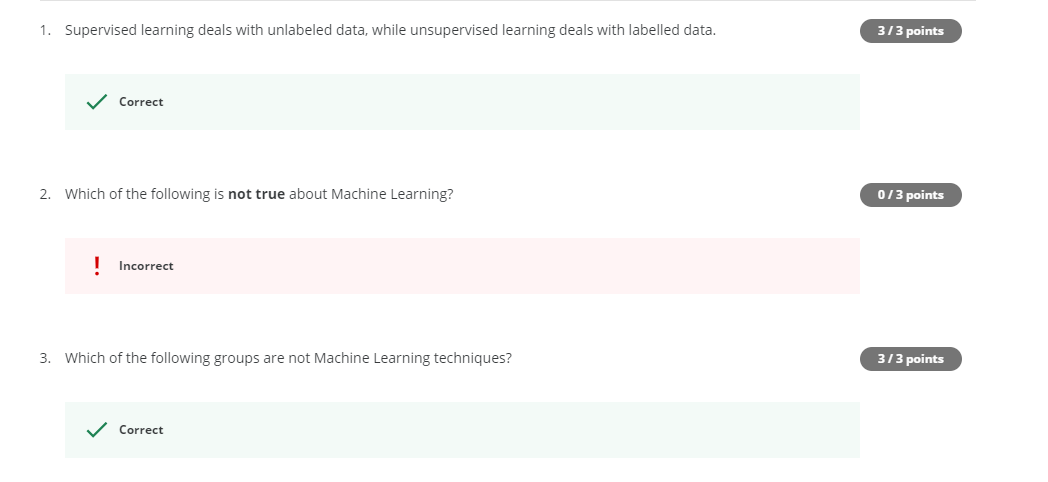 1. Supervised learning deals with unlabeled data, while unsupervised learning deals with labelled data. 3 / 3 points
Correct
2. Which of the following is not true about Machine Learning? 0 / 3 points
! Incorrect
3. Which of the following groups are not Machine Learning techniques? 3 / 3 points
Correct